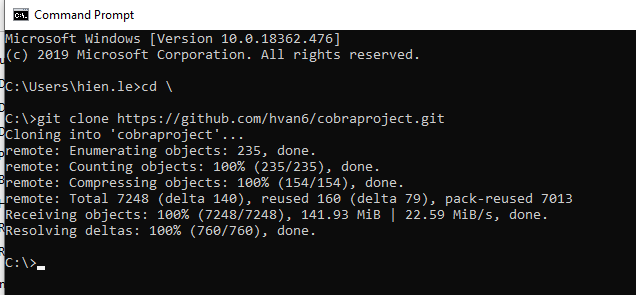 Command Prompt
Microsoft Windows [Version 10.0.18362.476]
(c) 2019 Microsoft Corporation. All rights reserved.
C:\Users\hien.le>cd \
C:\>git clone https://github.com/hvan6/cobraproject.git
Cloning into 'cobraproject'...
remote: Enumerating objects: 235, done.
remote: Counting objects: 100% (235/235), done.
remote: Compressing objects: 100% (154/154), done.
remote: Total 7248 (delta 140), reused 160 (delta 79), pack-reused 7013
Receiving objects: 100% (7248/7248), 141.93 MiB | 22.59 MiB/s, done.
Resolving deltas: 100% (760/760), done.
C:\>